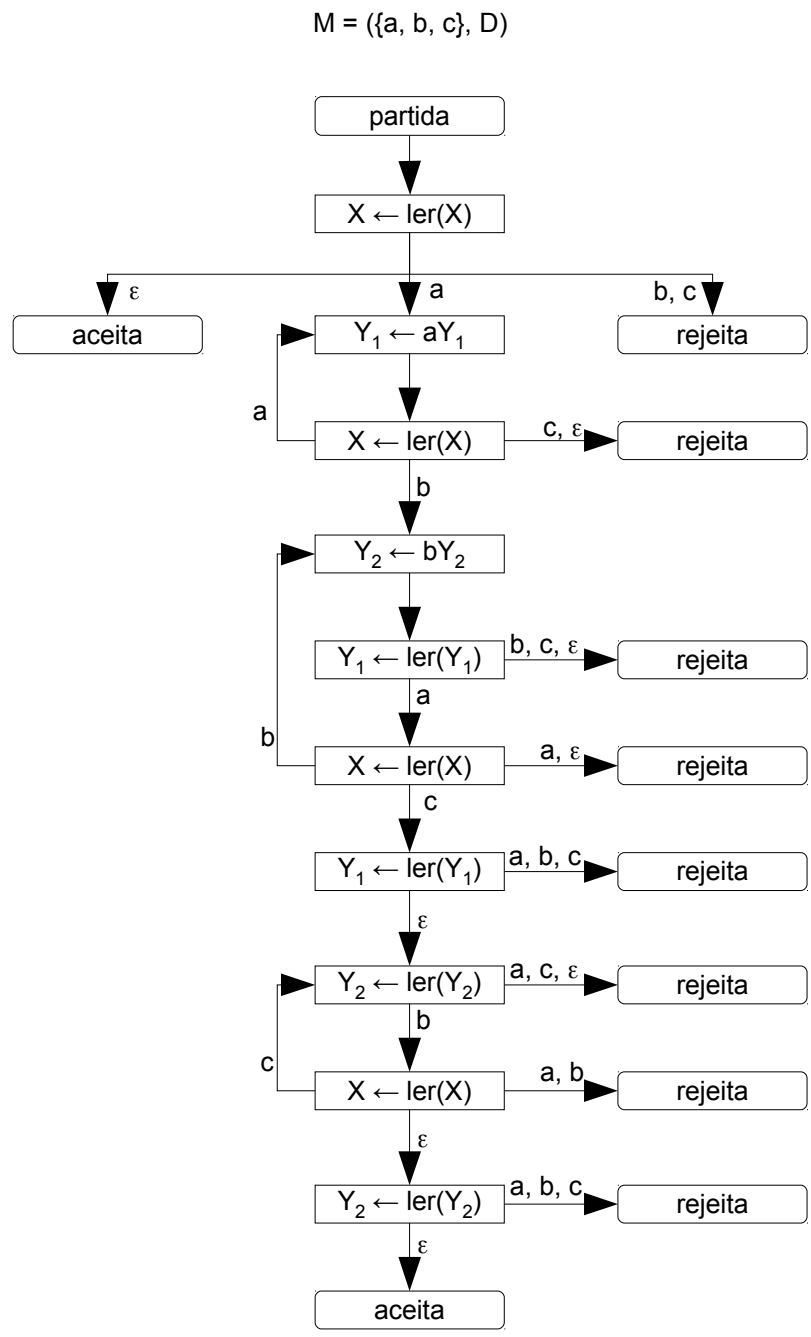 M = ({a, b, c}, D)
partida
X ← ler(X)
ε
a
b, c
aceita
Y₁ ← aY₁
rejeita
a
X ← ler(X)
c, ε
rejeita
b
Y₂ ← bY₂
Y₁ ← ler(Y₁)
b, c, ε
rejeita
a
b
X ← ler(X)
a, ε
rejeita
c
Y₁ ← ler(Y₁)
a, b, c
rejeita
ε
Y₂ ← ler(Y₂)
a, c, ε
rejeita
b
c
X ← ler(X)
a, b
rejeita
ε
Y₂ ← ler(Y₂)
a, b, c
rejeita
ε
aceita